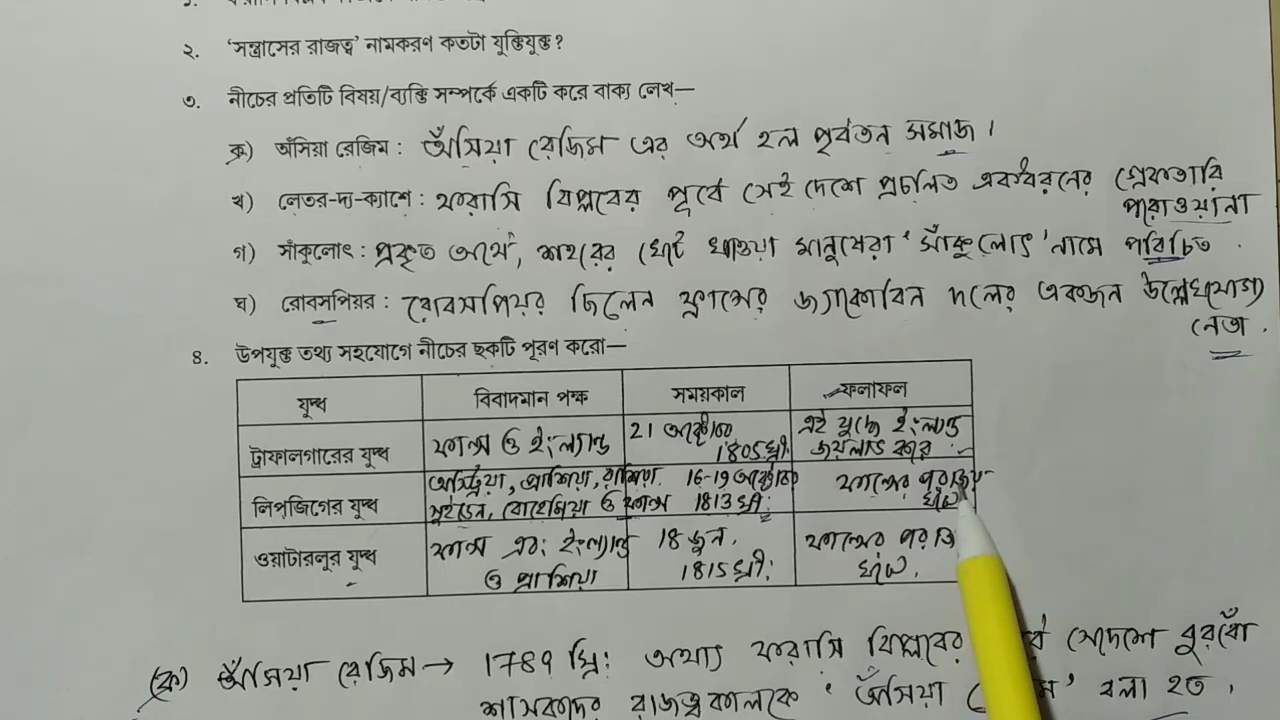 ২. ‘সন্ত্রাসের রাজত্ব’ নামকরণ কতটা যুক্তিযুক্ত?
৩. নীচের প্রতিটি বিষয়/ব্যক্তি সম্পর্কে একটি করে বাক্য লেখ—
ক) অঁসিয়া রেজিম : অঁসিয়া রেজিম এর অর্থ হল পূর্বতন সমাজ।
খ) লেতর-দ্য-ক্যাশে : ফরাসি বিপ্লবের পূর্বে সেই দেশে প্রচলিত একধরনের গ্রেফতারি
পরোওয়ানা
গ) সাঁকুলোৎ : প্রকৃত অর্থে, শহরের খেটে খাওয়া মানুষেরা ‘সাঁকুলোৎ’ নামে পরিচিত.
ঘ) রোবসপিয়র : রোবসপিয়র ছিলেন ফ্রান্সের জ্যাকোবিন দলের একজন উল্লেখযোগ্য
নেতা.
৪. উপযুক্ত তথ্য সহযোগে নীচের ছকটি পূরণ করো—
যুদ্ধ বিবাদমান পক্ষ সময়কাল ফলাফল
ট্রাফালগারের যুদ্ধ ফ্রান্স ও ইংল্যান্ড 21 অক্টোবর 1805 খ্রী: এই যুদ্ধে ইংল্যান্ড জয়লাভ করে
লিপজিগের যুদ্ধ অস্ট্রিয়া, প্রাশিয়া, রাশিয়া, সুইডেন, বোহেমিয়া ও ফ্রান্স 16-19 অক্টোবর 1813 খ্রী: ফ্রান্সের পরাজয় ঘটে
ওয়াটারলুর যুদ্ধ ফ্রান্স এবং ইংল্যান্ড ও প্রাশিয়া 18 জুন, 1815 খ্রী: ফ্রান্সের ঘটে.
(ক) অঁসিয়া রেজিম → 1789 খ্রি: ফরাসি বিপ্লবের সেদেশে বুরবোঁ
শাসকদের রাজত্বকালকে ‘অঁসিয়া বলা হত.